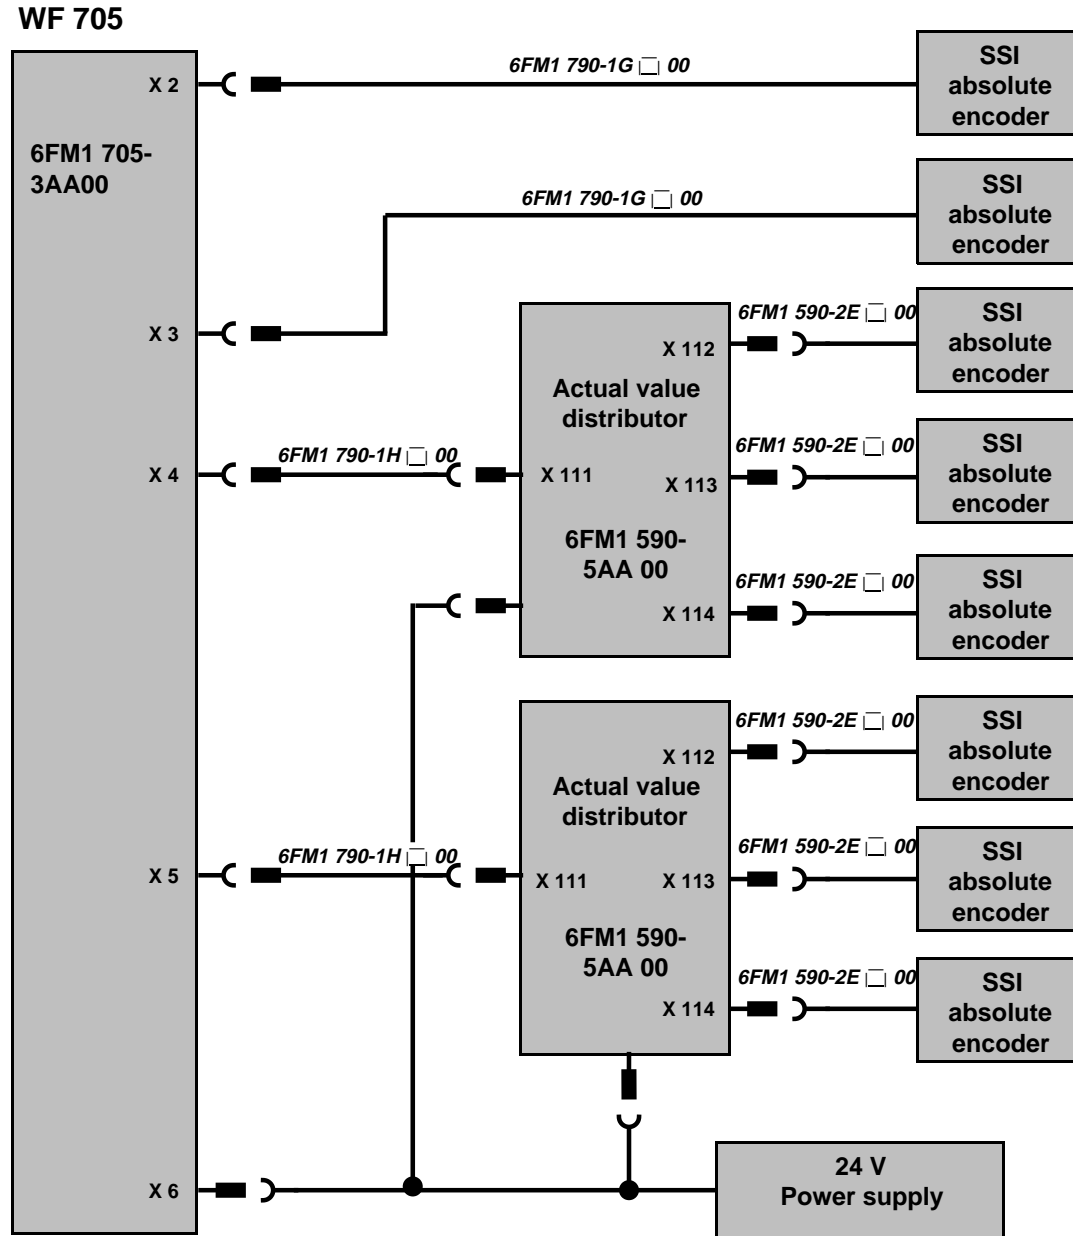 WF 705
6FM1 790-1G □ 00
SSI
absolute
encoder
X 2
6FM1 705-
3AA00
6FM1 790-1G □ 00
SSI
absolute
encoder
X 3
6FM1 590-2E □ 00
SSI
absolute
encoder
X 112
Actual value
distributor
6FM1 790-1H □ 00
X 4
X 111
X 113
6FM1 590-2E □ 00
SSI
absolute
encoder
6FM1 590-
5AA 00
X 114
6FM1 590-2E □ 00
SSI
absolute
encoder
6FM1 590-2E □ 00
SSI
absolute
encoder
X 112
Actual value
distributor
6FM1 790-1H □ 00
X 5
X 111
X 113
6FM1 590-2E □ 00
SSI
absolute
encoder
6FM1 590-
5AA 00
X 114
6FM1 590-2E □ 00
SSI
absolute
encoder
X 6
24 V
Power supply